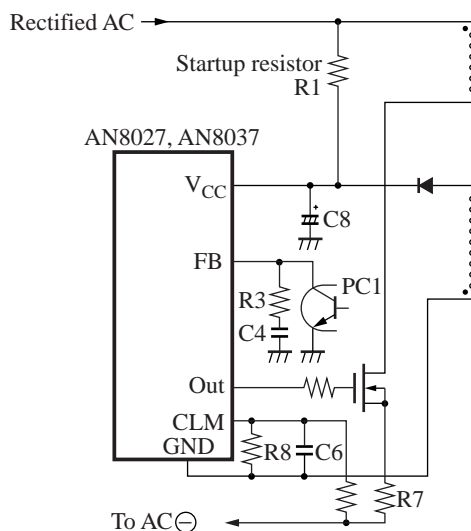 Rectified AC
Startup resistor
R1
AN8027, AN8037
VCC
+
C8
FB
PC1
R3
C4
Out
CLM
GND
R8
C6
R7
To AC⊖